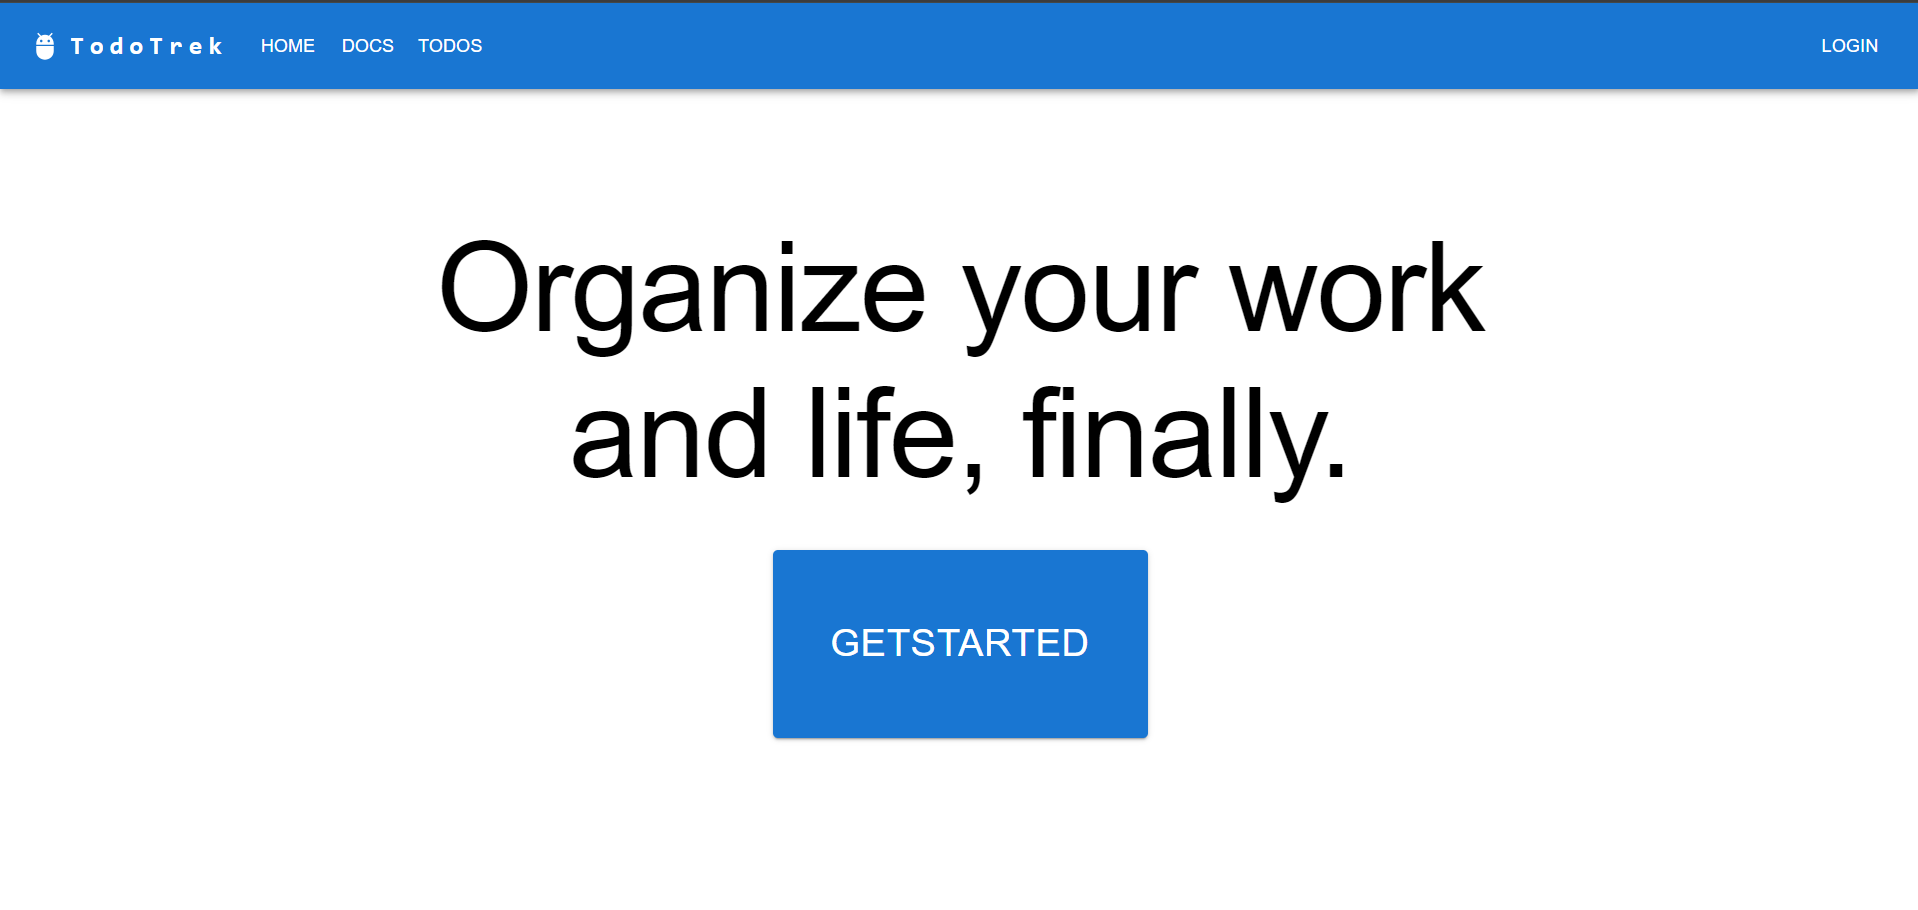 TodoTrek HOME DOCS TODOS LOGIN
Organize your work
and life, finally.
GETSTARTED